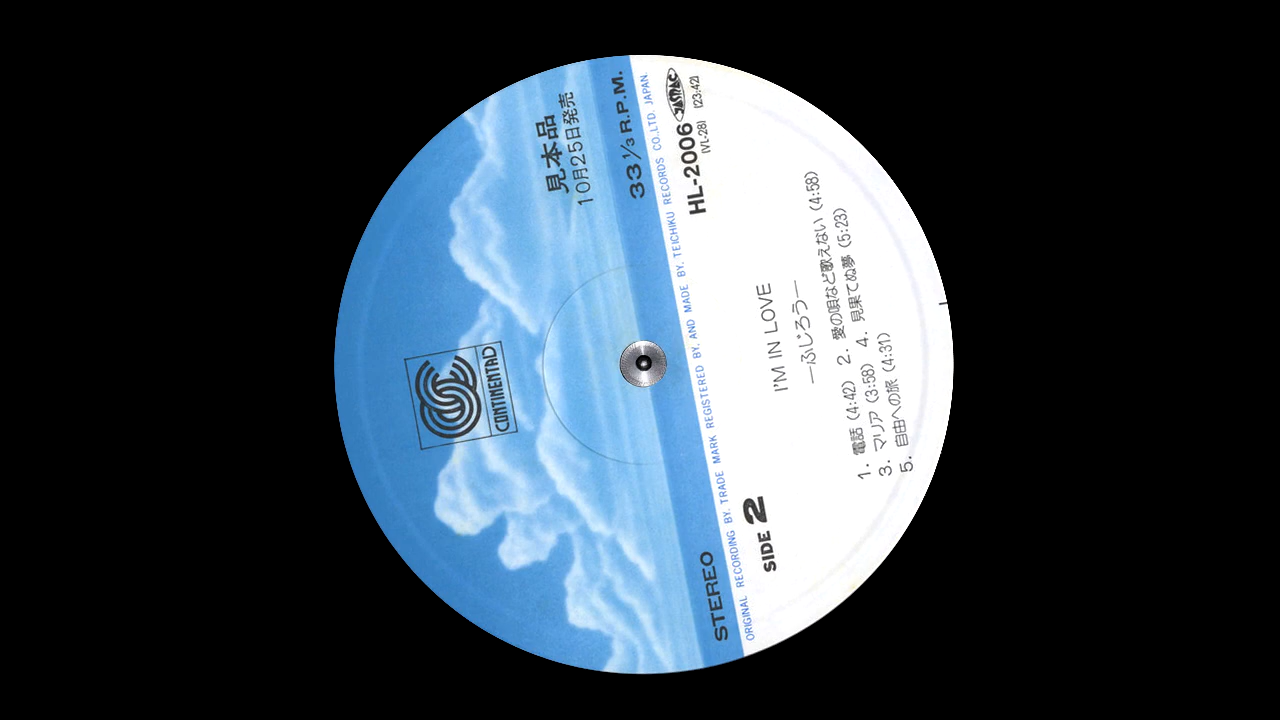 CONTINENTAL
見本品
10月25日発売
STEREO
33 1/3 R.P.M.
ORIGINAL RECORDING BY. TRADE MARK REGISTERED BY. AND MADE BY. TEICHIKU RECORDS CO.,LTD. JAPAN.
SIDE 2
HL-2006 JASRAC
(VL-28) (23:42)
I'M IN LOVE
—ふじろう—
1. 電話 (4:42) 2. 愛の唄など歌えない (4:58)
3. マリア (3:58) 4. 見果てぬ夢 (5:23)
5. 自由への旅 (4:31)